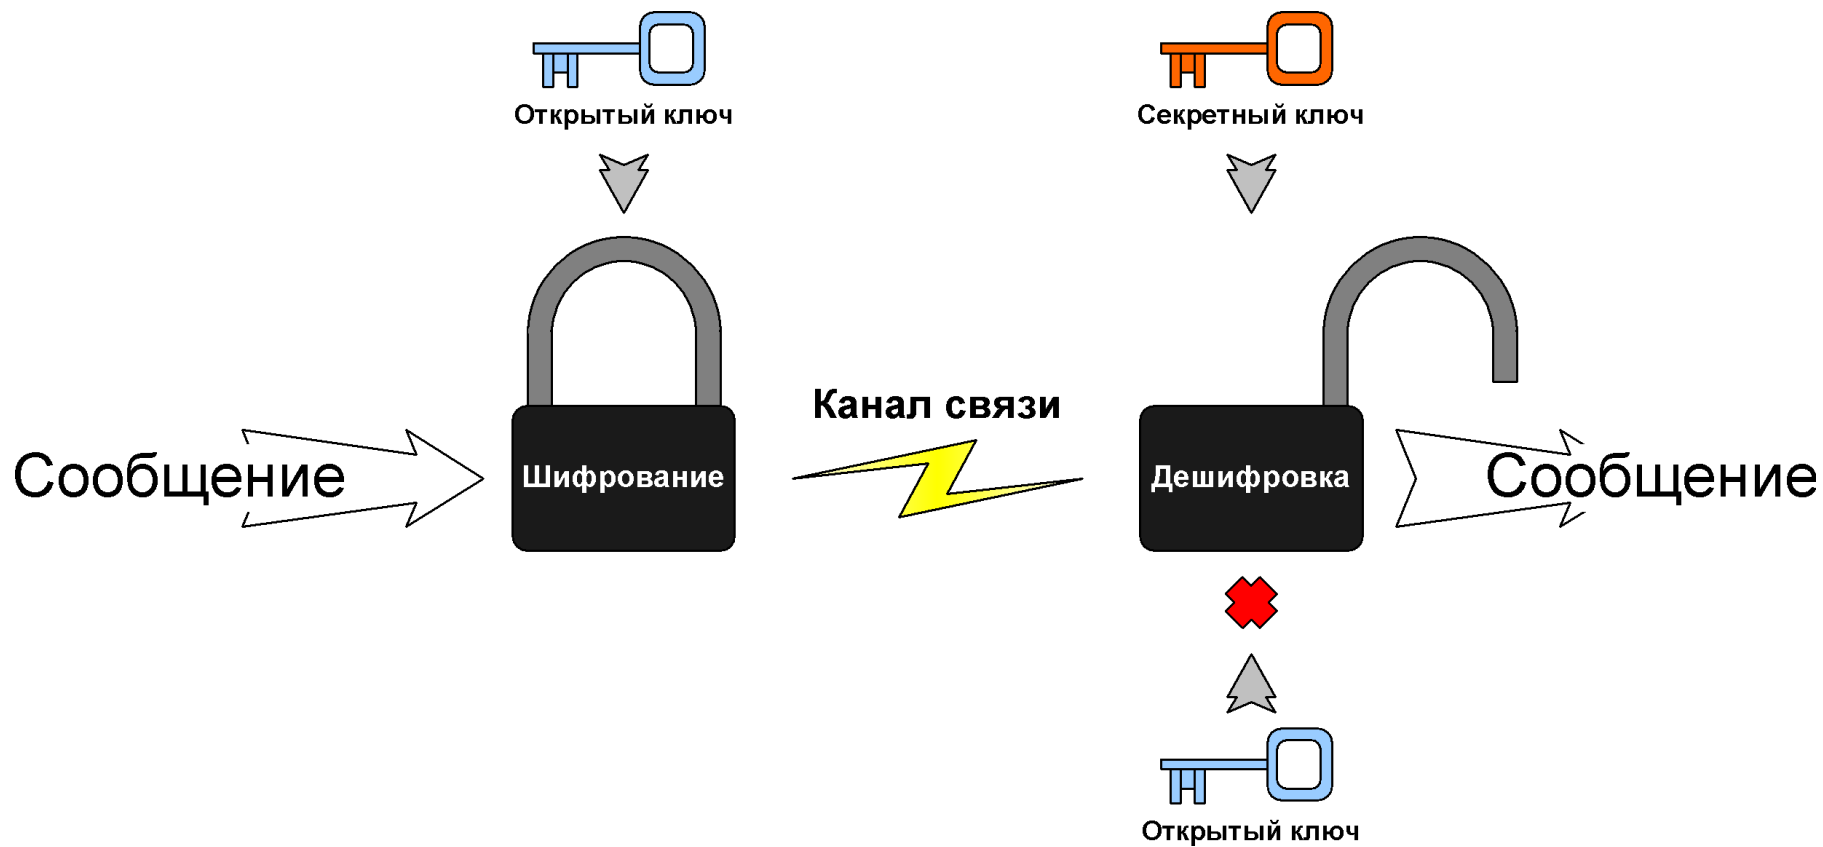 Открытый ключ
Секретный ключ
Канал связи
Сообщение
Шифрование
Дешифровка
Сообщение
Открытый ключ